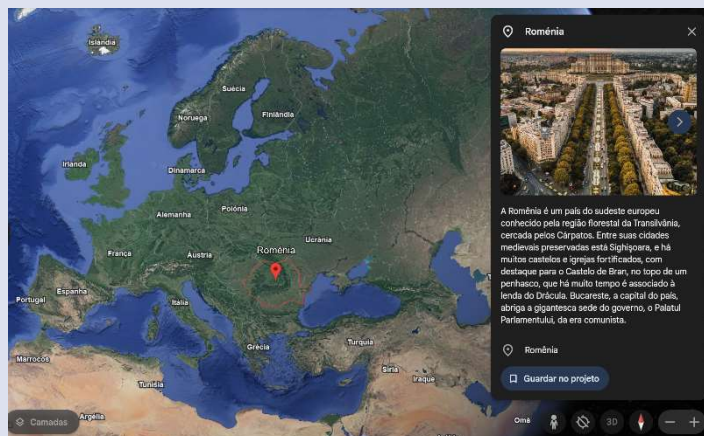 Islândia
Suécia
Noruega
Finlândia
Irlanda
Dinamarca
Polónia
Alemanha
Ucrânia
França
Áustria
Roménia
Espanha
Portugal
Itália
Grécia
Turquia
Marrocos
Síria
Tunísia
Iraque
Argélia
Omã
Camadas
Roménia
A Romênia é um país do sudeste europeu
conhecido pela região florestal da Transilvânia,
cercada pelos Cárpatos. Entre suas cidades
medievais preservadas está Sighişoara, e há
muitos castelos e igrejas fortificados, com
destaque para o Castelo de Bran, no topo de um
penhasco, que há muito tempo é associado à
lenda do Drácula. Bucareste, a capital do país,
abriga a gigantesca sede do governo, o Palatul
Parlamentului, da era comunista.
Romênia
Guardar no projeto
3D